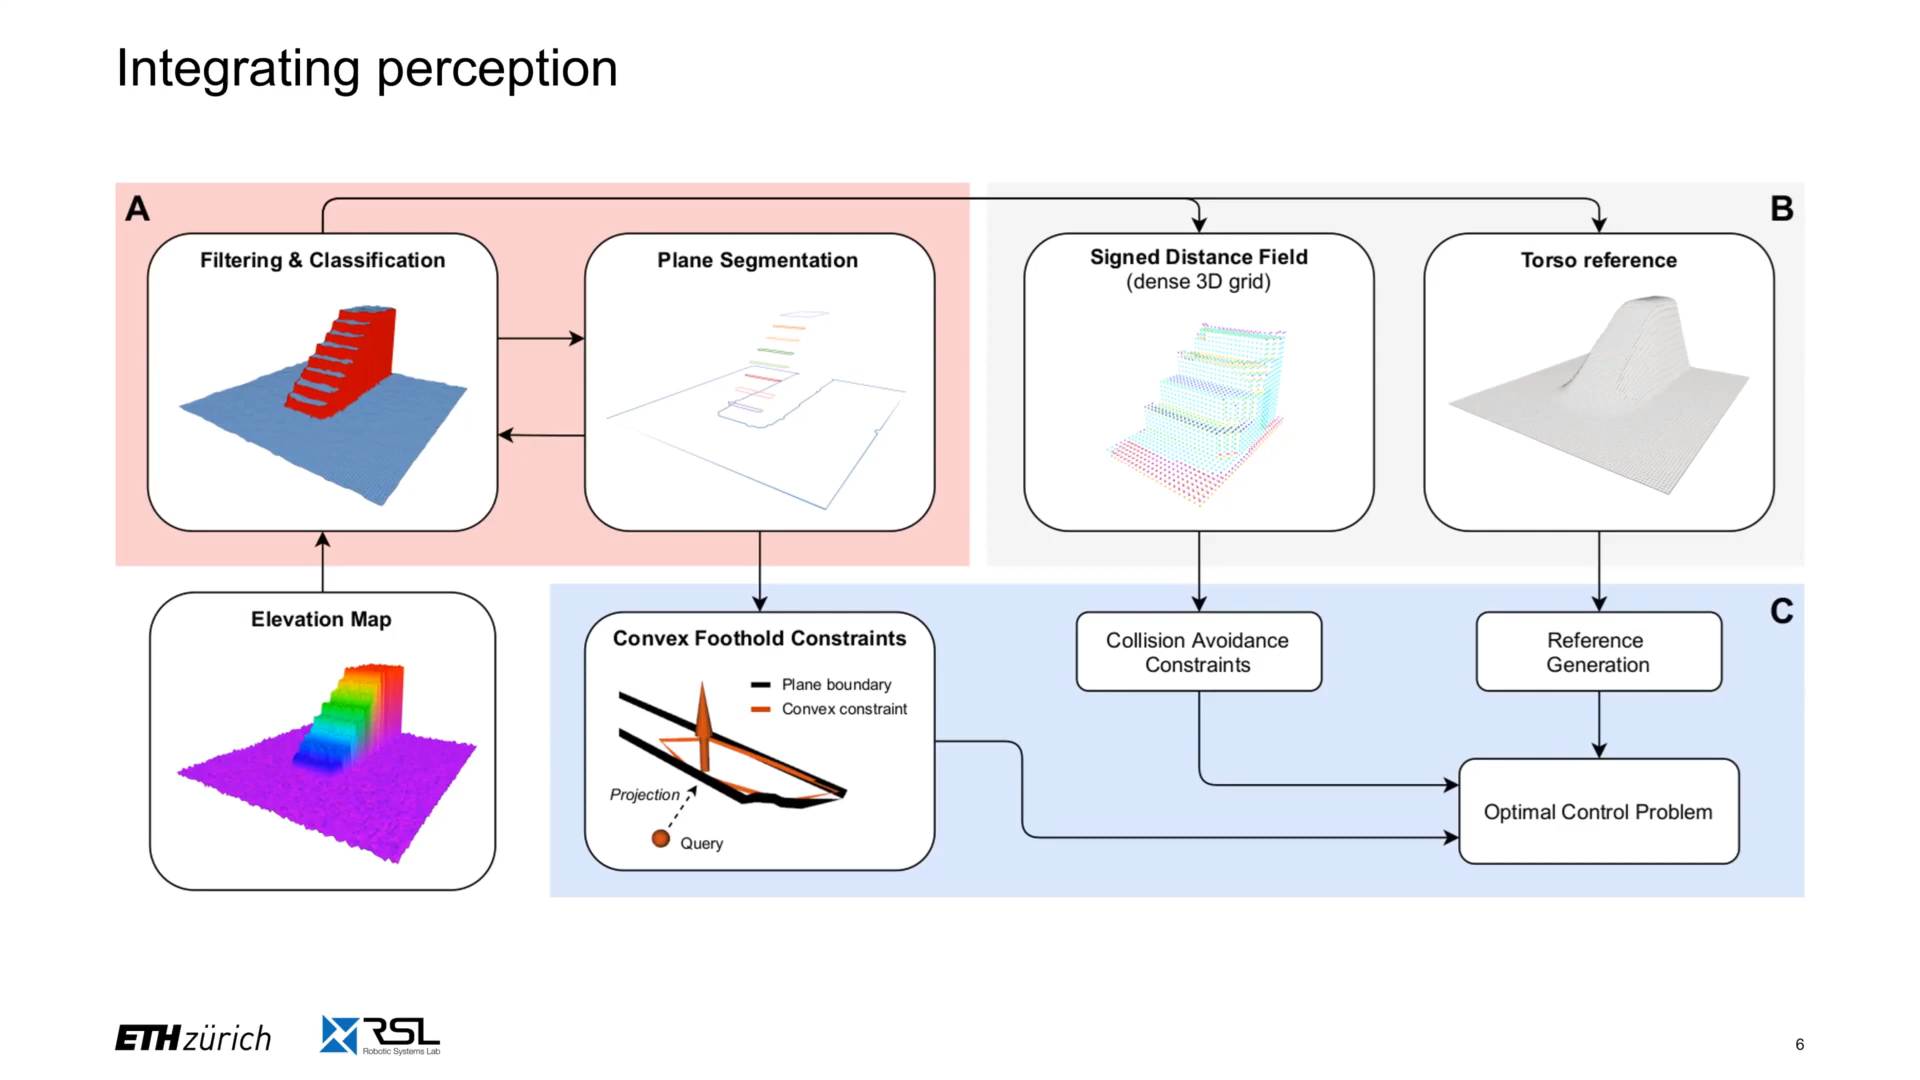 Integrating perception
A
Filtering & Classification
Plane Segmentation
B
Signed Distance Field
(dense 3D grid)
Torso reference
Elevation Map
C
Convex Foothold Constraints
Plane boundary
Convex constraint
Projection
Query
Collision Avoidance
Constraints
Reference
Generation
Optimal Control Problem
ETH zürich
RSL
Robotic Systems Lab
6